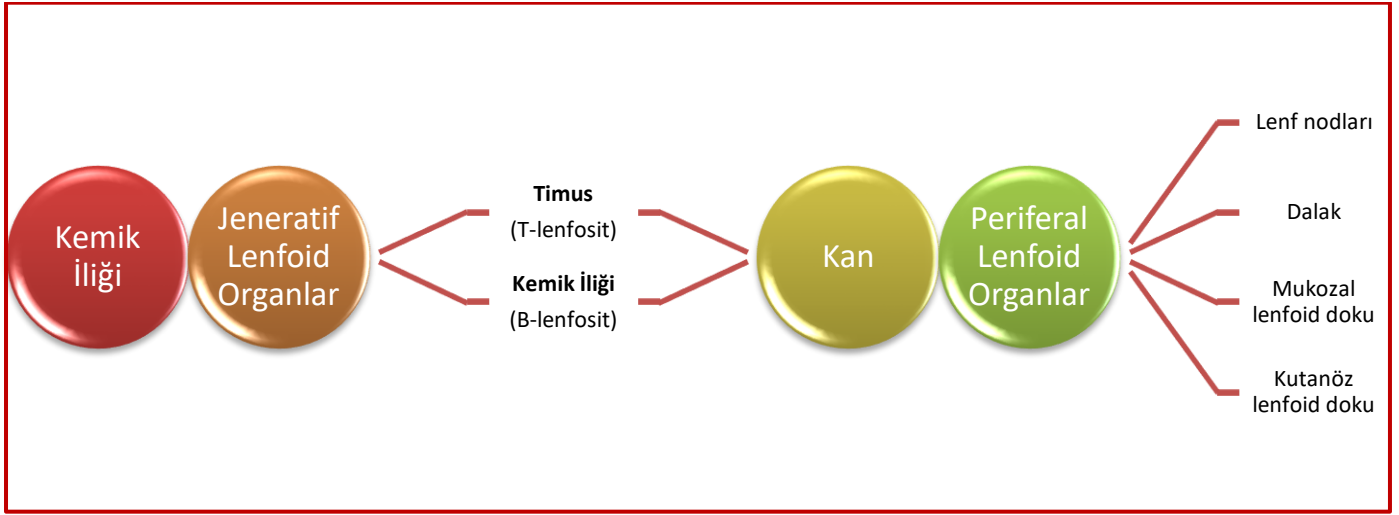 Kemik
İliği
Jeneratif
Lenfoid
Organlar
Timus
(T-lenfosit)
Kemik İliği
(B-lenfosit)
Kan
Periferal
Lenfoid
Organlar
Lenf nodları
Dalak
Mukozal
lenfoid doku
Kutanöz
lenfoid doku